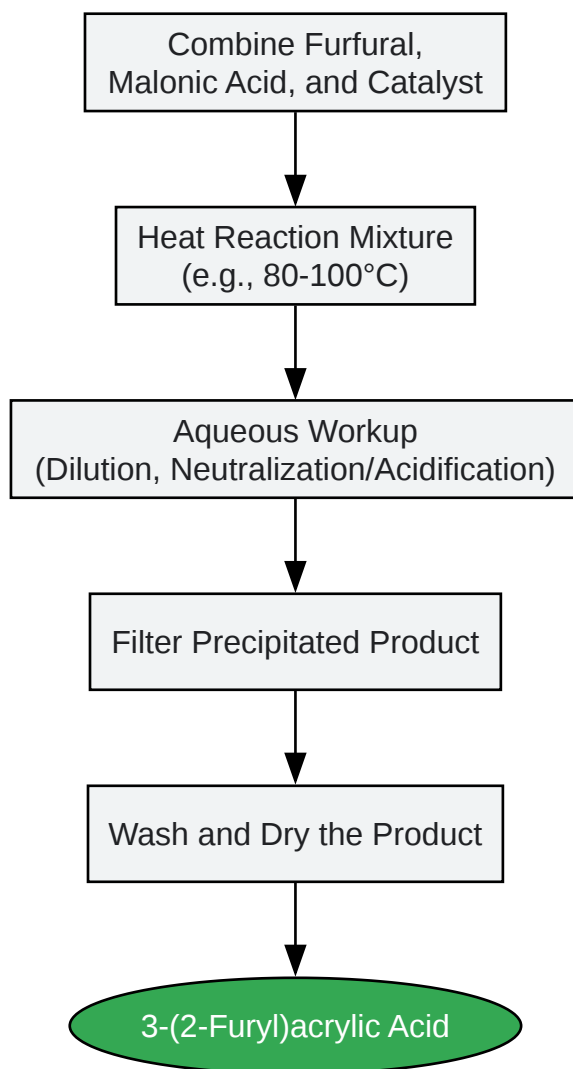 Combine Furfural,
Malonic Acid, and Catalyst
Heat Reaction Mixture
(e.g., 80-100°C)
Aqueous Workup
(Dilution, Neutralization/Acidification)
Filter Precipitated Product
Wash and Dry the Product
3-(2-Furyl)acrylic Acid